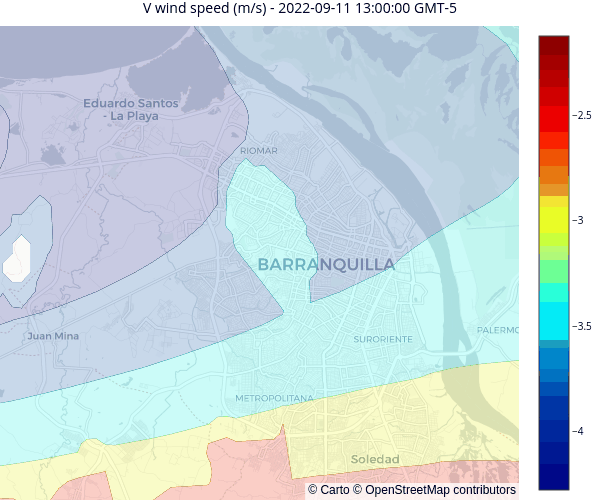 V wind speed (m/s) - 2022-09-11 13:00:00 GMT-5
Eduardo Santos
- La Playa
RIOMAR
BARRANQUILLA
Juan Mina
SURORIENTE
PALERMO
METROPOLITANA
Soledad
© Carto © OpenStreetMap contributors
−2.5
−3
−3.5
−4